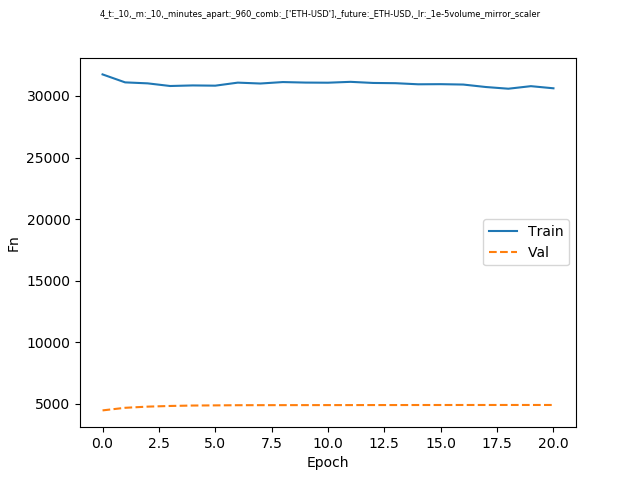 4_t:_10,_m:_10,_minutes_apart:_960_comb:_['ETH-USD'],_future:_ETH-USD,_lr:_1e-5volume_mirror_scaler
30000
25000
20000
15000
10000
5000
Fn
Train
Val
0.0 2.5 5.0 7.5 10.0 12.5 15.0 17.5 20.0
Epoch